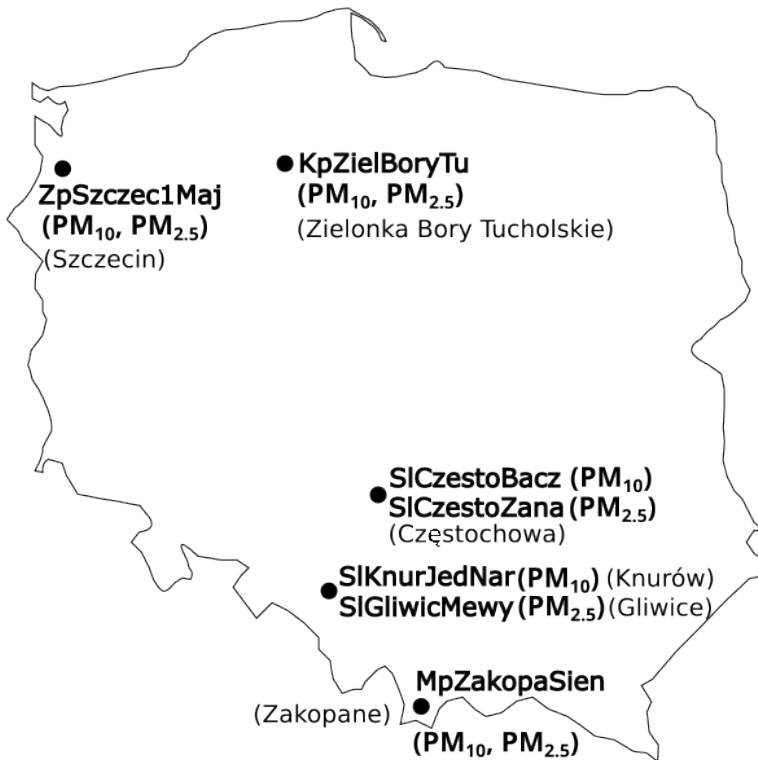 KpZielBoryTu
(PM₁₀, PM₂.₅)
(Zielonka Bory Tucholskie)
ZpSzczec1Maj
(PM₁₀, PM₂.₅)
(Szczecin)
SlCzestoBacz (PM₁₀)
SlCzestoZana (PM₂.₅)
(Częstochowa)
SlKnurJedNar (PM₁₀) (Knurów)
SlGliwicMewy (PM₂.₅) (Gliwice)
MpZakopaSien
(Zakopane)
(PM₁₀, PM₂.₅)